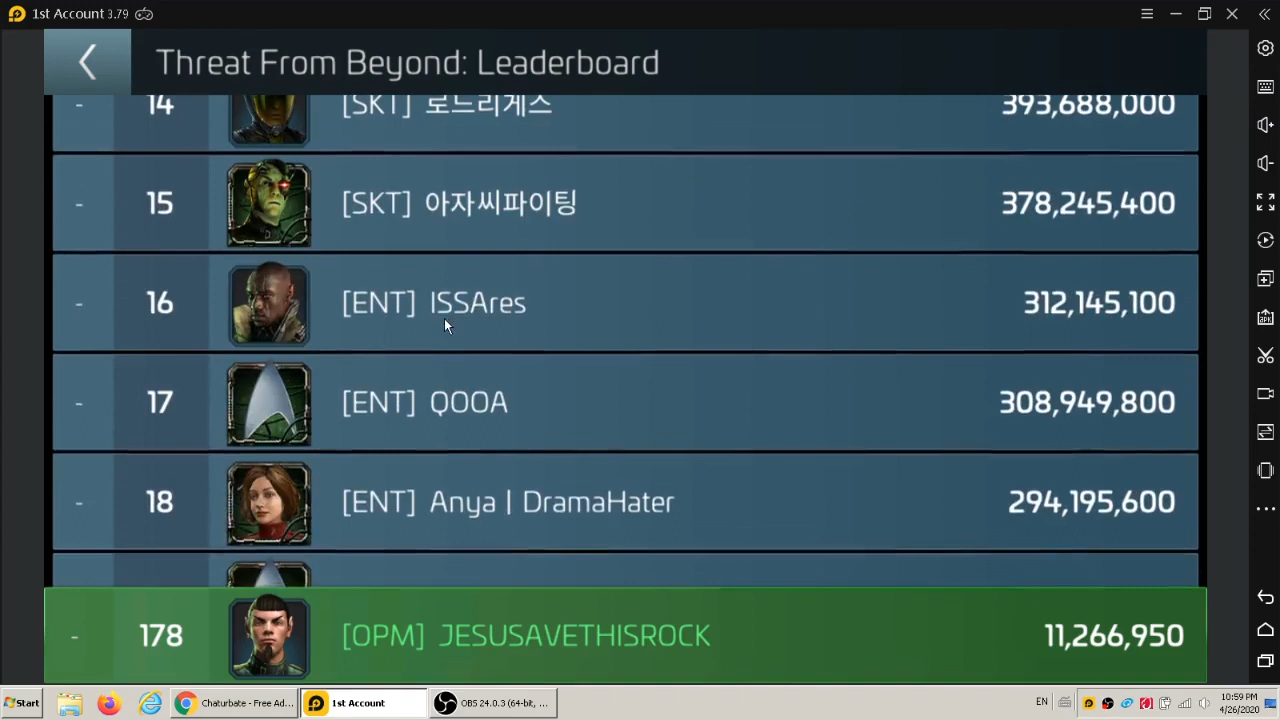 1st Account 3.79
Threat From Beyond: Leaderboard
- 14 [SKT] 로드리게스 393,688,000
- 15 [SKT] 아자씨파이팅 378,245,400
- 16 [ENT] ISSAres 312,145,100
- 17 [ENT] QOOA 308,949,800
- 18 [ENT] Anya | DramaHater 294,195,600
- 178 [OPM] JESUSAVETHISROCK 11,266,950
Start
Chaturbate - Free Ad...
1st Account
OBS 24.0.3 (64-bit, ...
EN
10:59 PM
4/26/2020